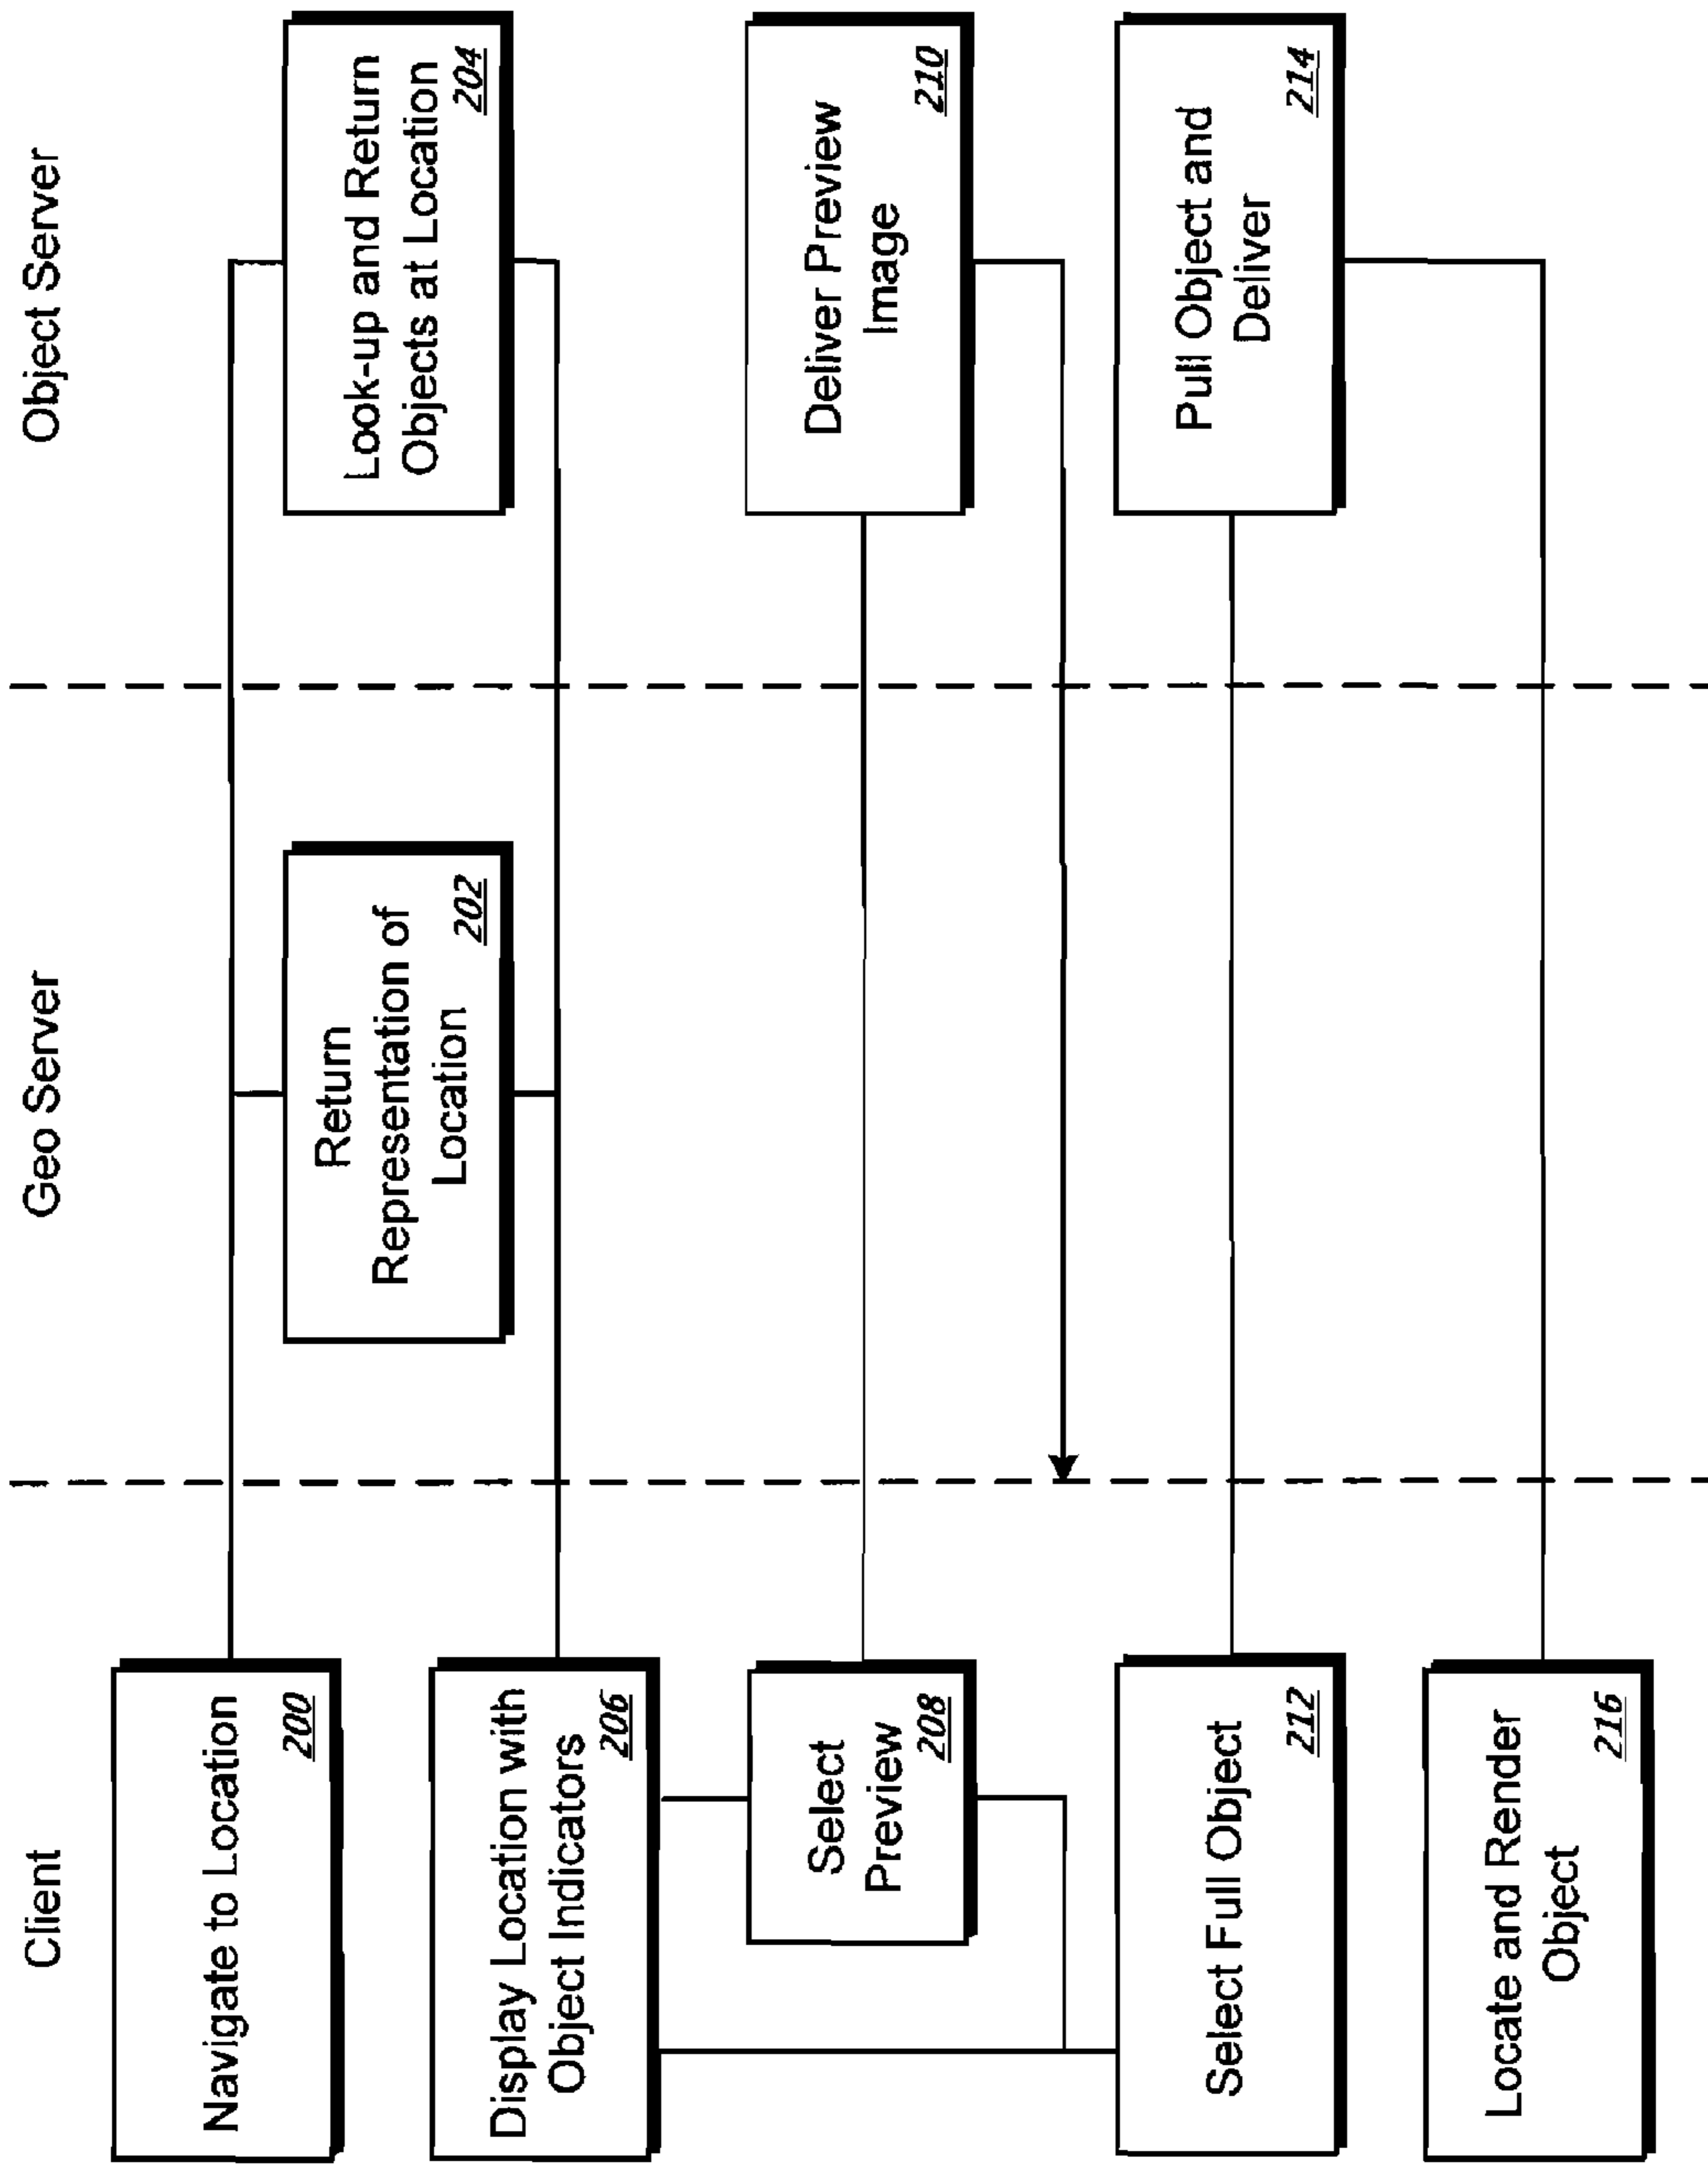 Client
Geo Server
Object Server
Navigate to Location
200
Return
Representation of
Location
202
Look-up and Return
Objects at Location
204
Display Location with
Object Indicators
206
Select
Preview
208
Deliver Preview
Image
210
Select Full Object
212
Pull Object and
Deliver
214
Locate and Render
Object
216